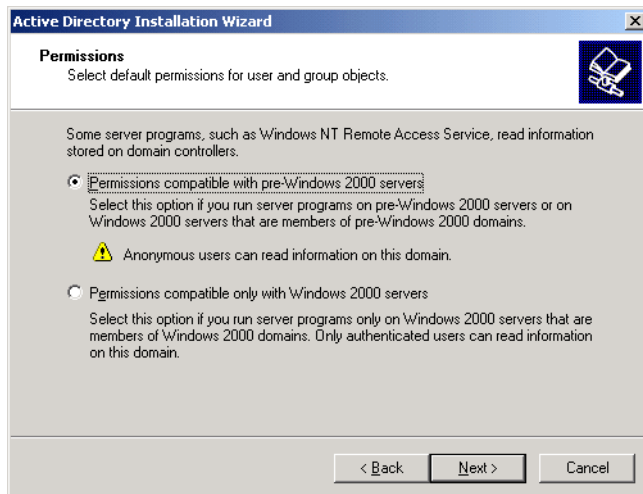 Active Directory Installation Wizard
Permissions
Select default permissions for user and group objects.
Some server programs, such as Windows NT Remote Access Service, read information
stored on domain controllers.
Permissions compatible with pre-Windows 2000 servers
Select this option if you run server programs on pre-Windows 2000 servers or on
Windows 2000 servers that are members of pre-Windows 2000 domains.
Anonymous users can read information on this domain.
Permissions compatible only with Windows 2000 servers
Select this option if you run server programs only on Windows 2000 servers that are
members of Windows 2000 domains. Only authenticated users can read information
on this domain.
< Back Next > Cancel